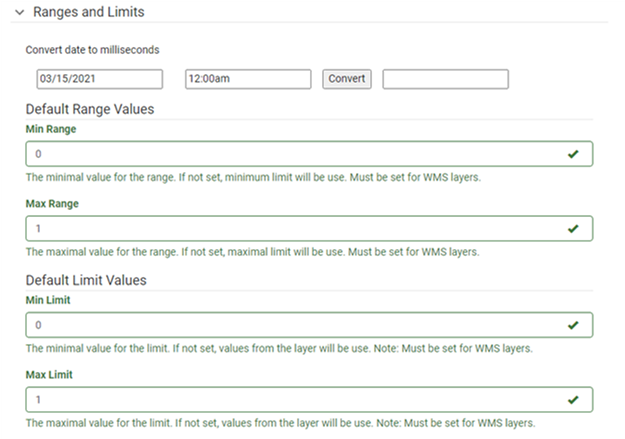 Ranges and Limits
Convert date to milliseconds
03/15/2021 12:00am Convert
Default Range Values
Min Range
0
The minimal value for the range. If not set, minimum limit will be use. Must be set for WMS layers.
Max Range
1
The maximal value for the range. If not set, maximal limit will be use. Must be set for WMS layers.
Default Limit Values
Min Limit
0
The minimal value for the limit. If not set, values from the layer will be use. Note: Must be set for WMS layers.
Max Limit
1
The maximal value for the limit. If not set, values from the layer will be use. Note: Must be set for WMS layers.